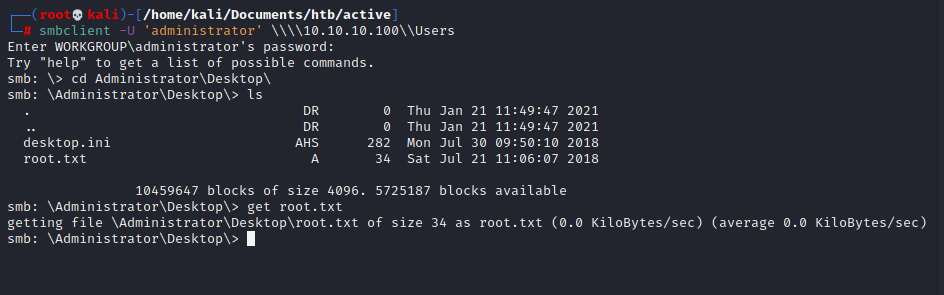 ┌──(root💀kali)-[/home/kali/Documents/htb/active]
└─# smbclient -U 'administrator' \\\\10.10.10.100\\Users
Enter WORKGROUP\administrator's password:
Try "help" to get a list of possible commands.
smb: \> cd Administrator\Desktop\
smb: \Administrator\Desktop\> ls
  .                                  DR        0  Thu Jan 21 11:49:47 2021
  ..                                 DR        0  Thu Jan 21 11:49:47 2021
  desktop.ini                       AHS      282  Mon Jul 30 09:50:10 2018
  root.txt                            A       34  Sat Jul 21 11:06:07 2018
                10459647 blocks of size 4096. 5725187 blocks available
smb: \Administrator\Desktop\> get root.txt
getting file \Administrator\Desktop\root.txt of size 34 as root.txt (0.0 KiloBytes/sec) (average 0.0 KiloBytes/sec)
smb: \Administrator\Desktop\>